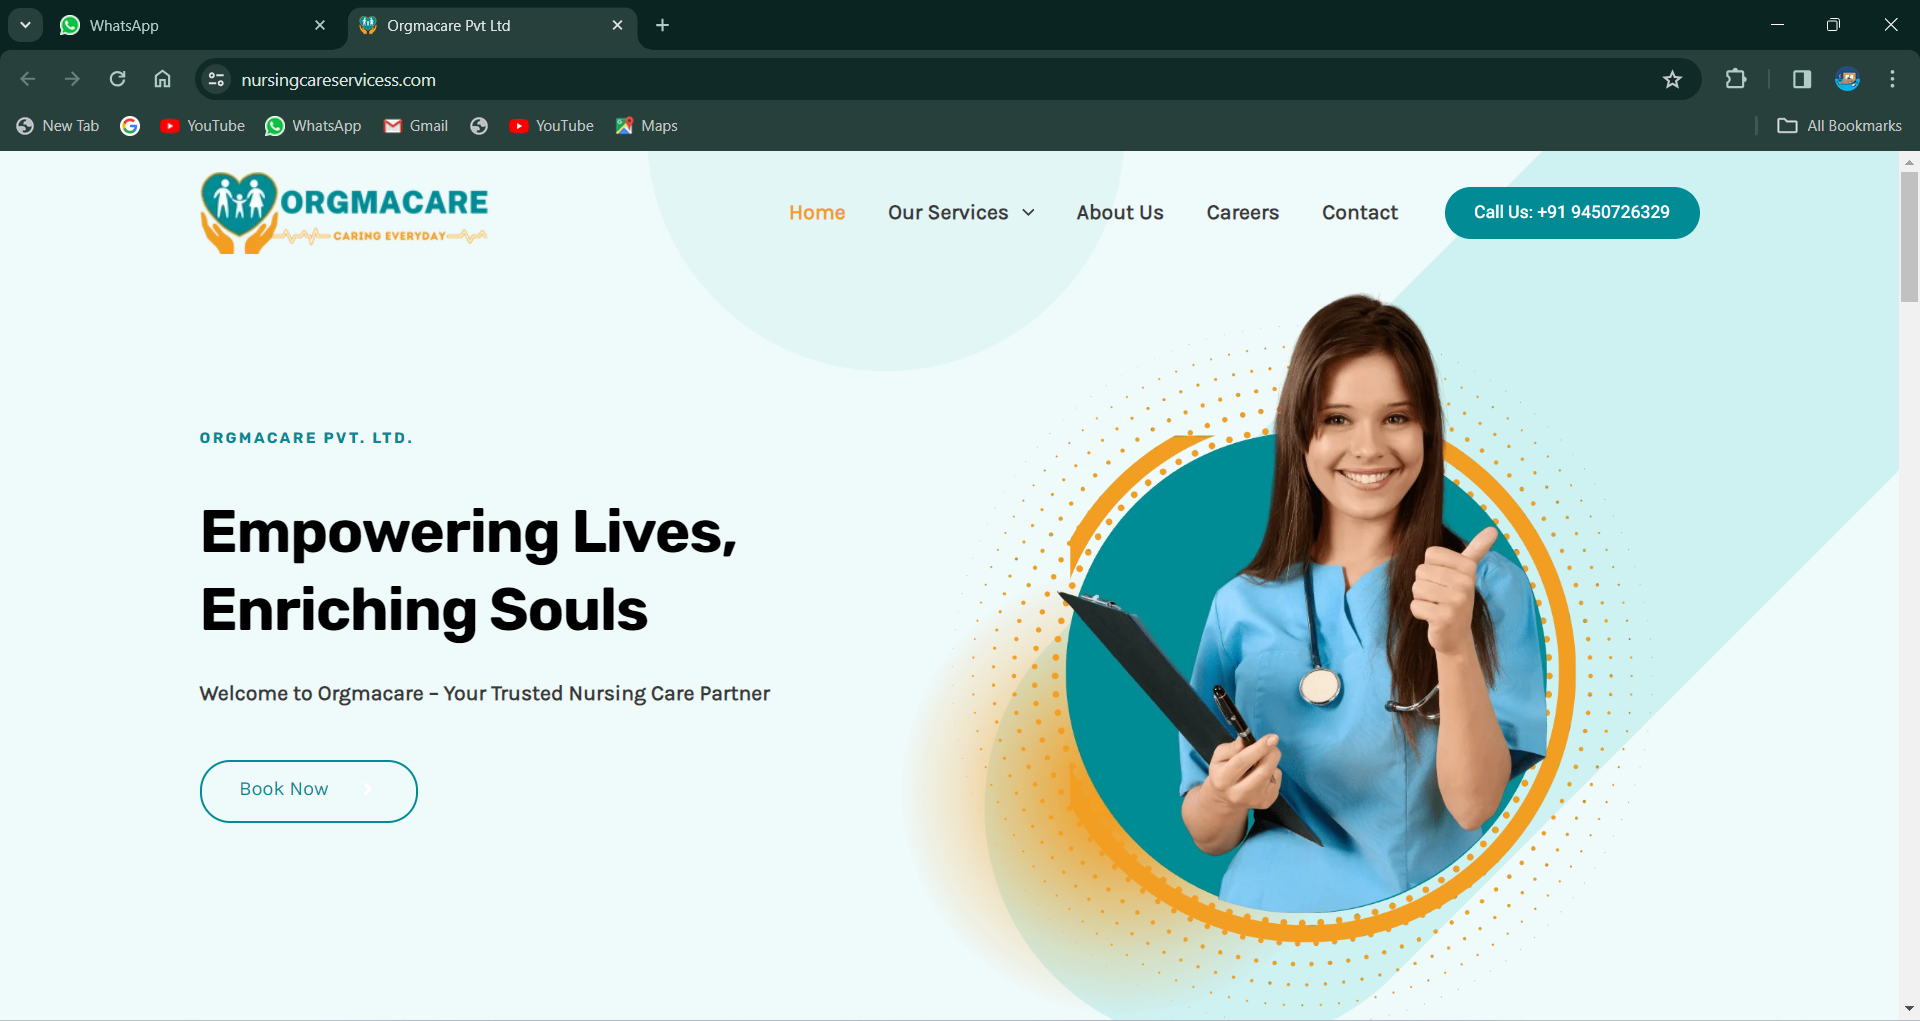 WhatsApp
Orgmacare Pvt Ltd
nursingcareservicess.com
New Tab
YouTube
WhatsApp
Gmail
YouTube
Maps
All Bookmarks
ORGMACARE
CARING EVERYDAY
Home
Our Services
About Us
Careers
Contact
Call Us: +91 9450726329
ORGMACARE PVT. LTD.
Empowering Lives,
Enriching Souls
Welcome to Orgmacare – Your Trusted Nursing Care Partner
Book Now